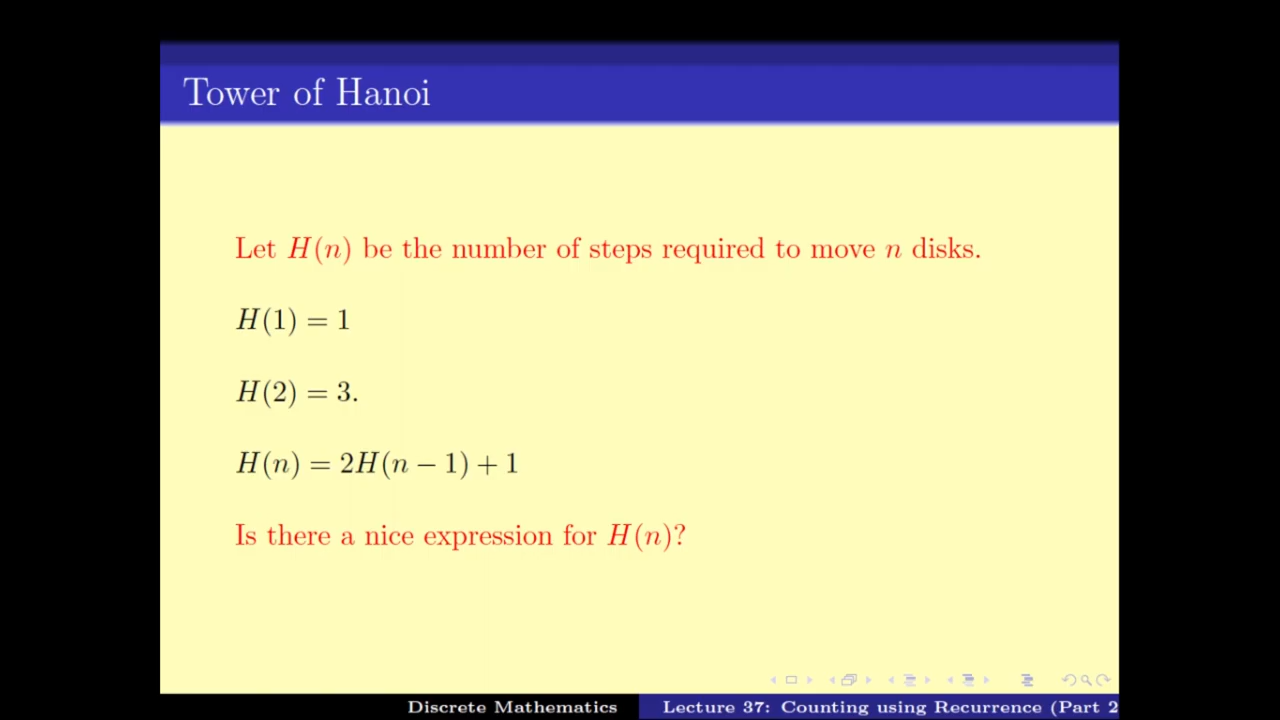 Tower of Hanoi
Let H(n) be the number of steps required to move n disks.
H(1) = 1
H(2) = 3.
H(n) = 2H(n − 1) + 1
Is there a nice expression for H(n)?
Discrete Mathematics Lecture 37: Counting using Recurrence (Part 2